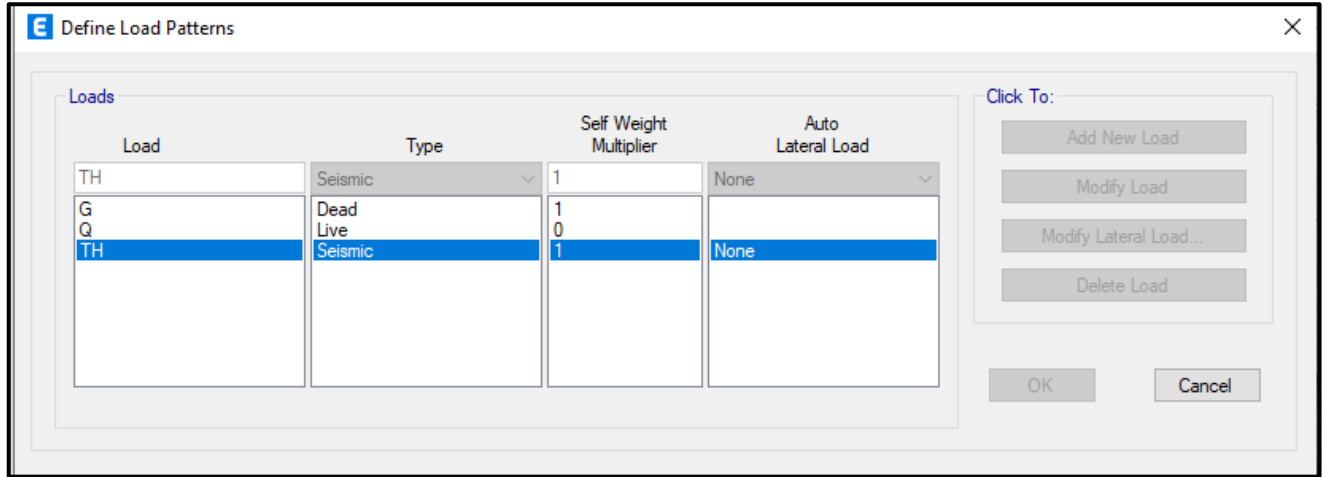 E Define Load Patterns
Loads
Click To:
Load Type Self Weight Multiplier Auto Lateral Load
TH Seismic 1 None
G Dead 1
Q Live 0
TH Seismic 1 None
Add New Load
Modify Load
Modify Lateral Load...
Delete Load
OK Cancel